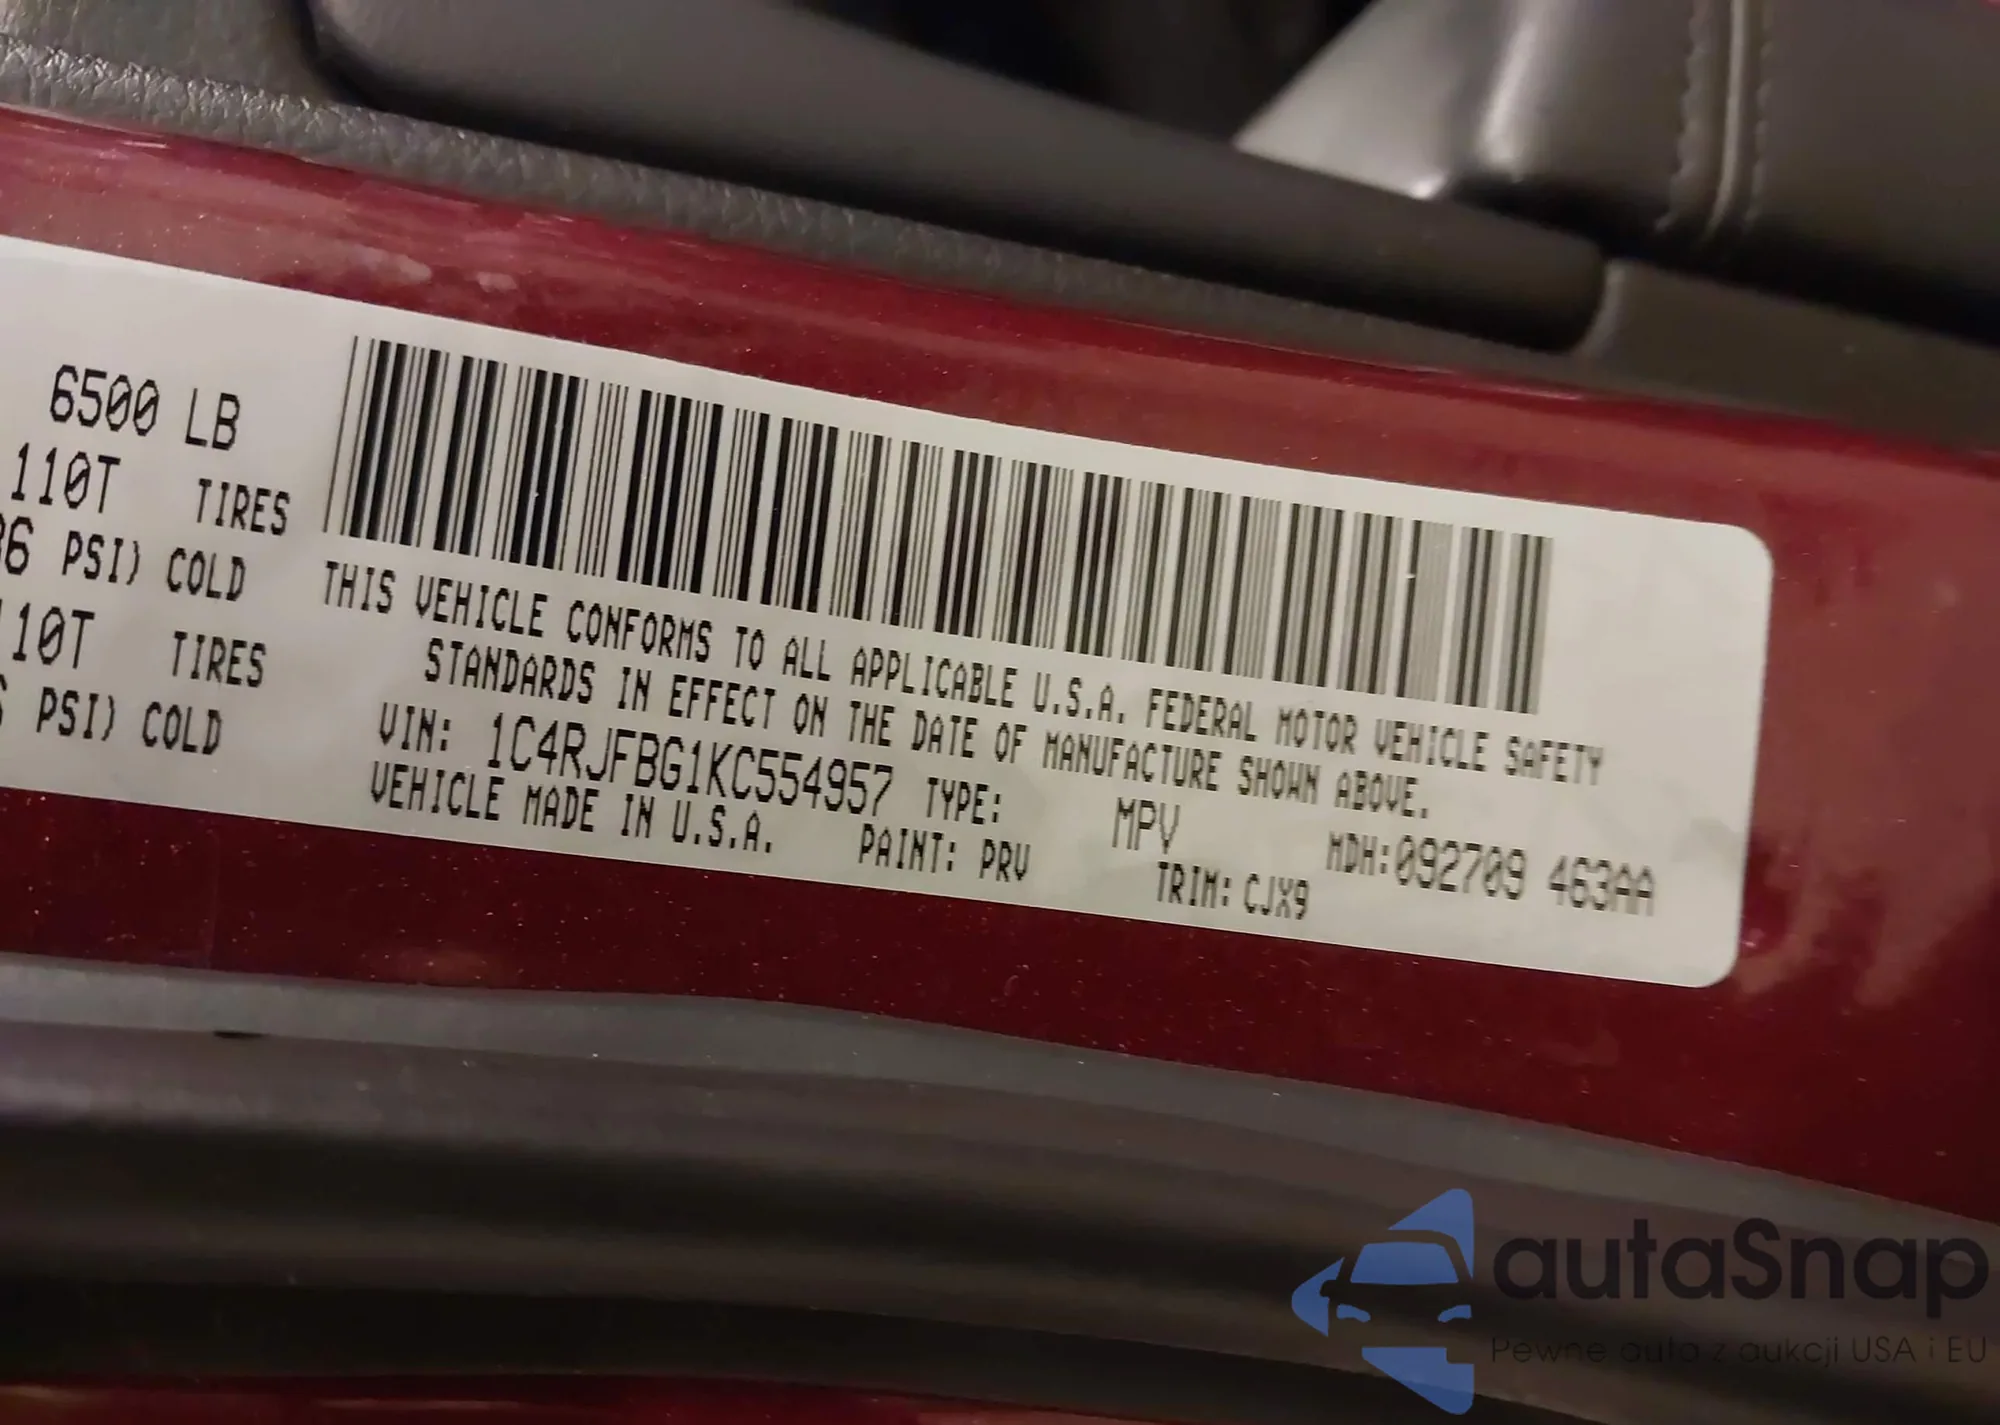 6500 LB
110T TIRES
36 PSI) COLD
110T TIRES
PSI) COLD
THIS VEHICLE CONFORMS TO ALL APPLICABLE U.S.A. FEDERAL MOTOR VEHICLE SAFETY
STANDARDS IN EFFECT ON THE DATE OF MANUFACTURE SHOWN ABOVE.
VIN: 1C4RJFBG1KC554957 TYPE: MPV MDH:092709 463AA
VEHICLE MADE IN U.S.A. PAINT: PRV TRIM: CJX9
autaSnap
Pewne auto z aukcji USA i EU